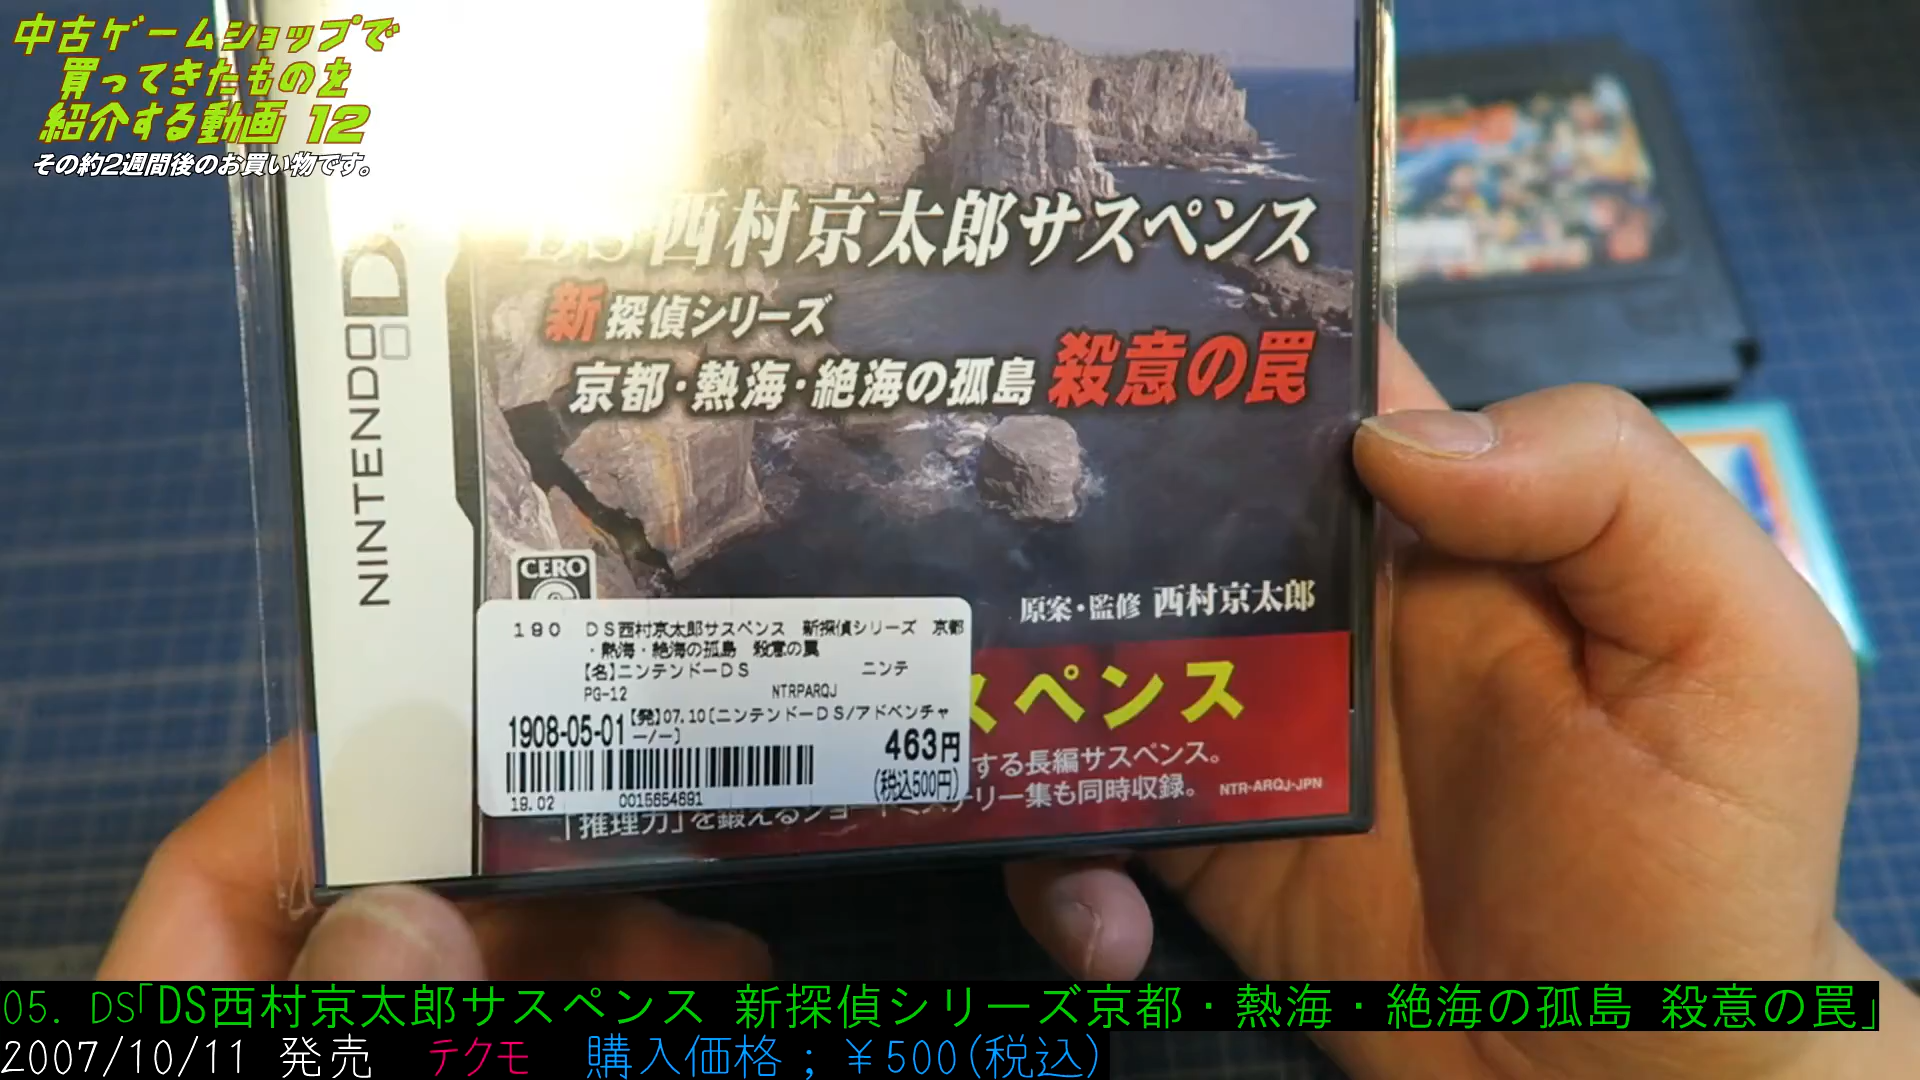 中古ゲームショップで
買ってきたものを
紹介する動画 12
その約2週間後のお買い物です。
NINTENDO
DS西村京太郎サスペンス
新探偵シリーズ
京都・熱海・絶海の孤島 殺意の罠
CERO
原案・監修 西村京太郎
スペンス
する長編サスペンス。
「推理力」を鍛えるショートミステリー集も同時収録。
NTR-ARQJ-JPN
190 DS西村京太郎サスペンス 新探偵シリーズ 京都
・熱海・絶海の孤島 殺意の罠
【名】ニンテンドーDS ニンテ
PG-12 NTRPARQJ
1908-05-01 【発】07.10〔ニンテンドーDS/アドベンチャ
ー/ー〕
463円
(税込500円)
19.02 0015654691
05. DS「DS西村京太郎サスペンス 新探偵シリーズ京都・熱海・絶海の孤島 殺意の罠」
2007/10/11 発売 テクモ 購入価格；￥500(税込)